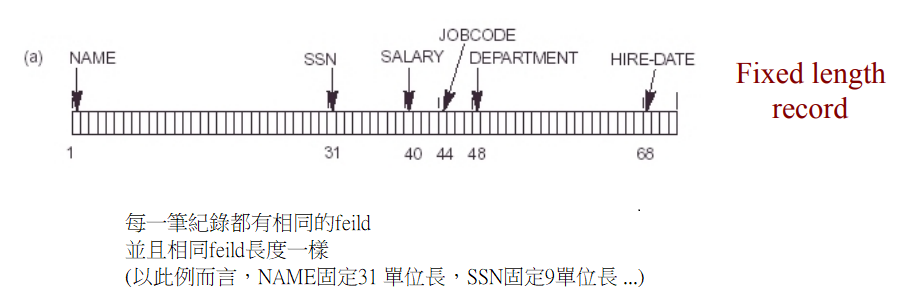 (a) NAME SSN SALARY JOBCODE DEPARTMENT HIRE-DATE
1 31 40 44 48 68
Fixed length
record
每一筆紀錄都有相同的feild
並且相同feild長度一樣
(以此例而言，NAME固定31 單位長，SSN固定9單位長 ...)